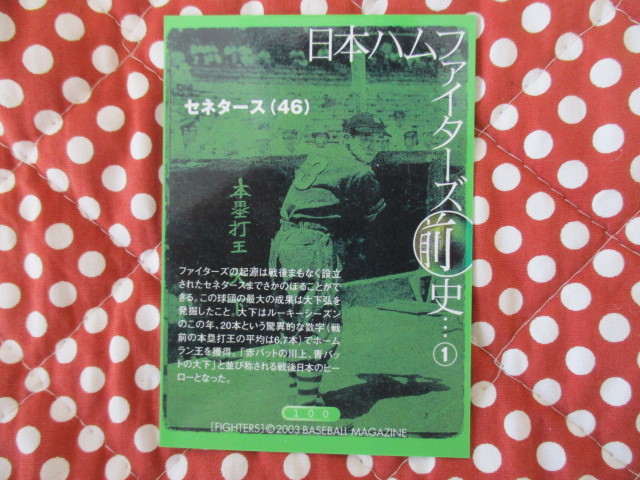 日本ハムファイターズ前史…①
セネタース（46）
本塁打王
ファイターズの起源は戦後まもなく設立
されたセネタースまでさかのぼることがで
きる。この球団の最大の成果は大下弘を
発掘したこと。大下はルーキーシーズン
のこの年、20本という驚異的な数字（戦
前の本塁打王の平均は6.7本）でホーム
ラン王を獲得。「赤バットの川上、青バッ
トの大下」と並び称される戦後日本のヒー
ローとなった。
100
[FIGHTERS]©2003 BASEBALL MAGAZINE